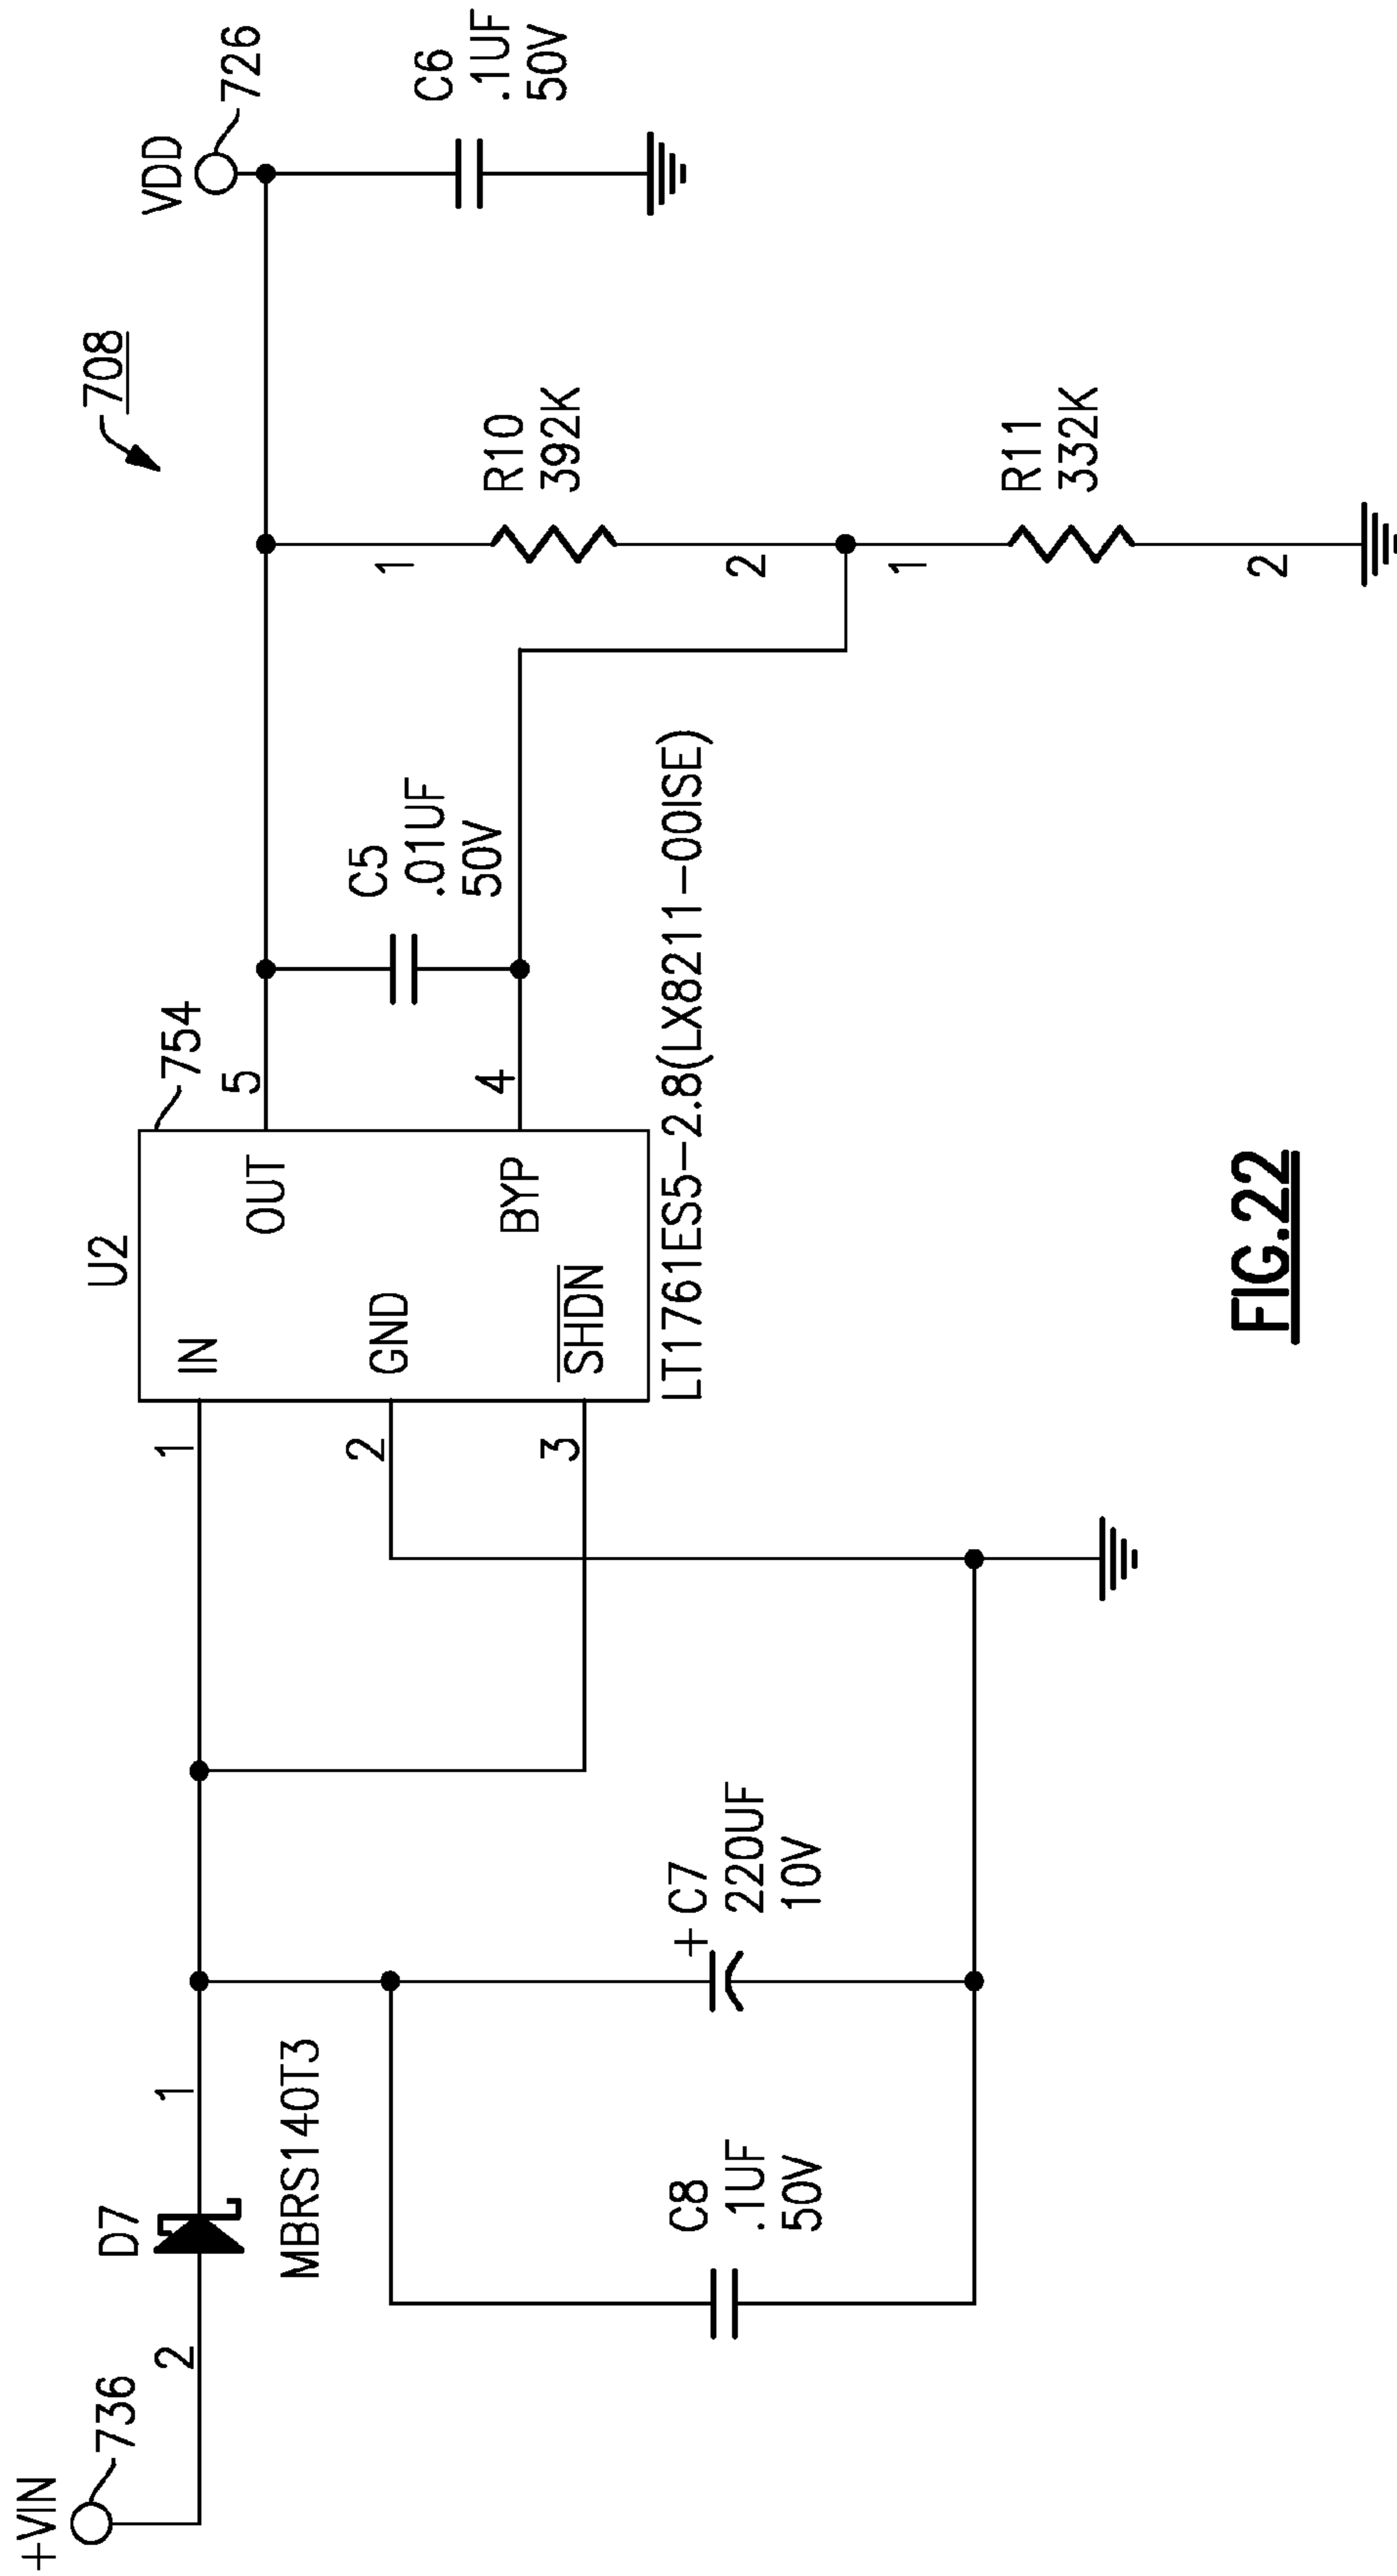 +VIN
736
2
D7
1
MBRS140T3
C8
.1UF
50V
+ C7
220UF
10V
U2
754
1
IN
2
GND
3
SHDN
OUT
5
BYP
4
LT1761ES5-2.8(LX8211-00ISE)
C5
.01UF
50V
708
1
R10
392K
2
1
R11
332K
2
VDD
726
C6
.1UF
50V
FIG.22